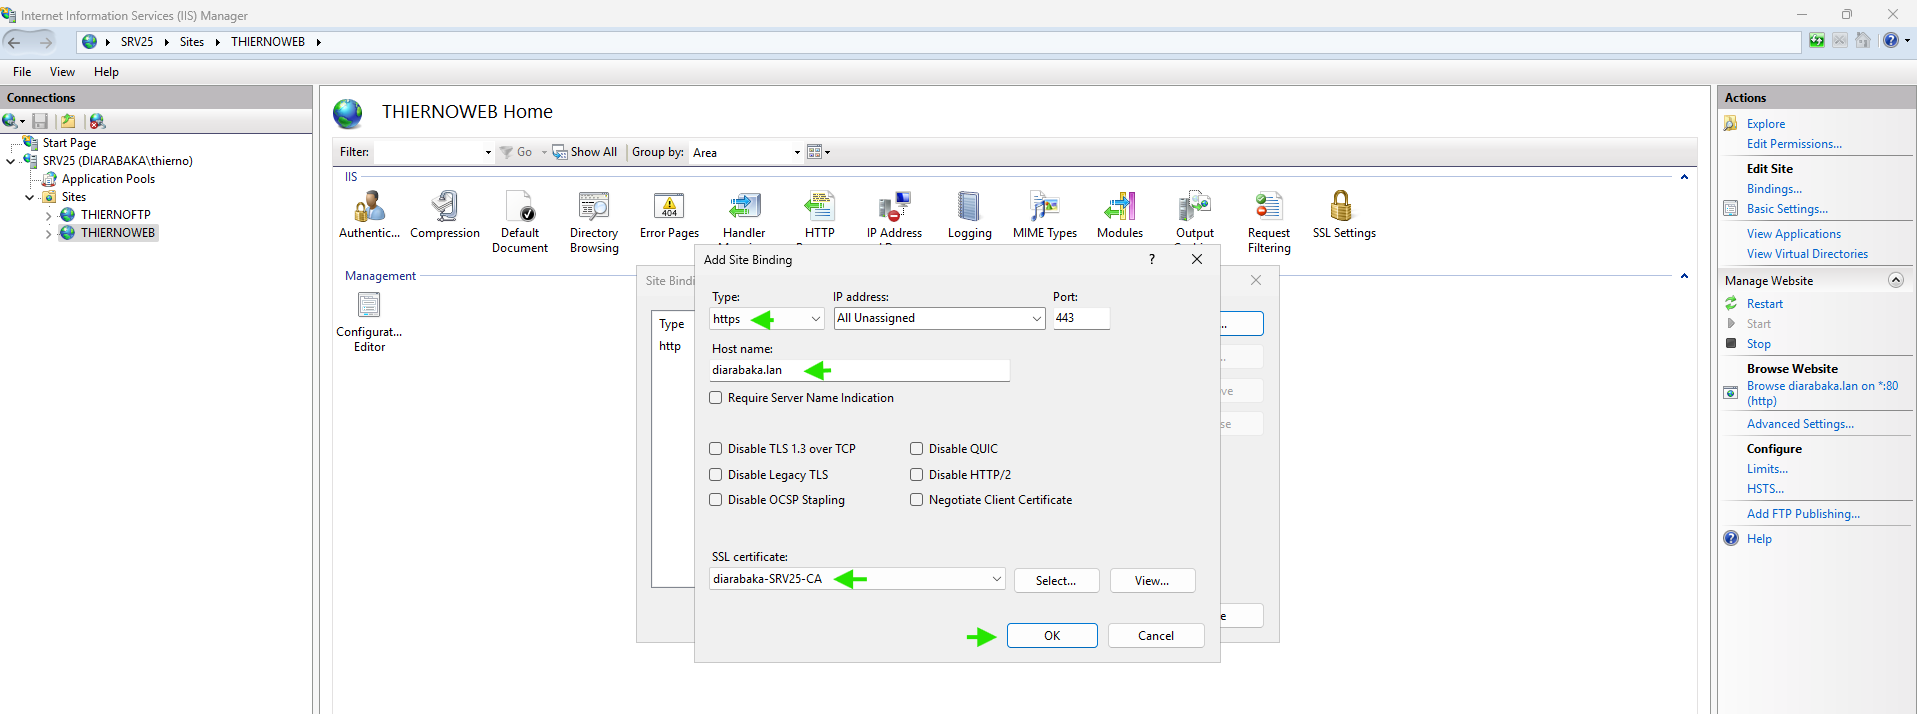 Internet Information Services (IIS) Manager
SRV25 Sites THIERNOWEB
File View Help
Connections
Start Page
SRV25 (DIARABAKA\thierno)
Application Pools
Sites
THIERNOFTP
THIERNOWEB
THIERNOWEB Home
Filter: Go Show All Group by: Area
IIS
Authentic... Compression Default Document Directory Browsing Error Pages Handler HTTP IP Address Logging MIME Types Modules Output Request Filtering SSL Settings
Management
Configurat... Editor
Site Bindi
Type
http
Add Site Binding
?
Type: IP address: Port:
https All Unassigned 443
Host name:
diarabaka.lan
Require Server Name Indication
Disable TLS 1.3 over TCP Disable QUIC
Disable Legacy TLS Disable HTTP/2
Disable OCSP Stapling Negotiate Client Certificate
SSL certificate:
diarabaka-SRV25-CA Select... View...
OK Cancel
Actions
Explore
Edit Permissions...
Edit Site
Bindings...
Basic Settings...
View Applications
View Virtual Directories
Manage Website
Restart
Start
Stop
Browse Website
Browse diarabaka.lan on *:80
(http)
Advanced Settings...
Configure
Limits...
HSTS...
Add FTP Publishing...
Help